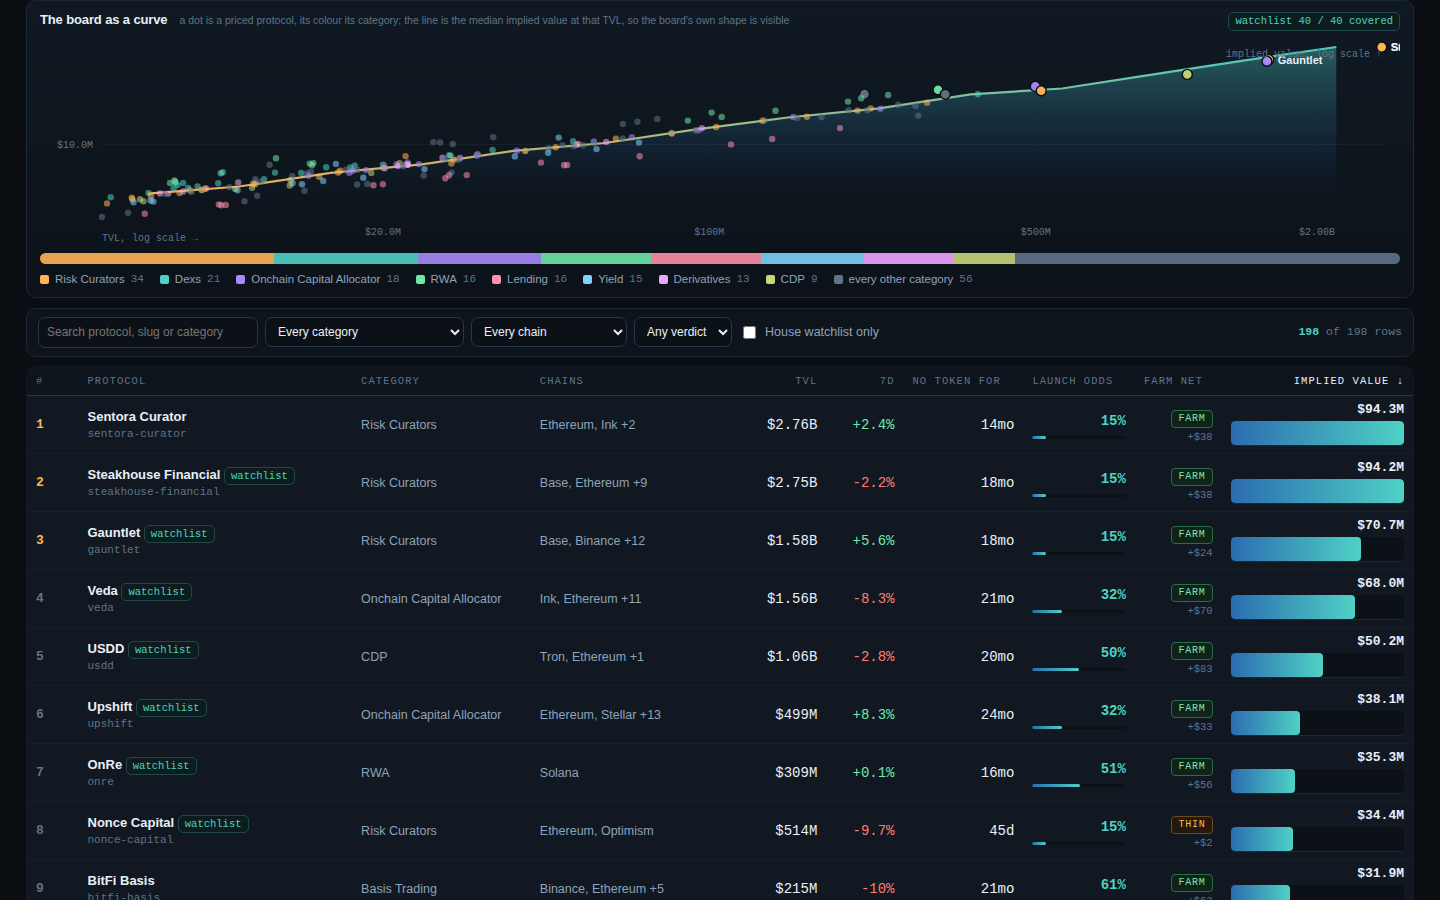 The board as a curve a dot is a priced protocol, its colour its category; the line is the median implied value at that TVL, so the board's own shape is visible watchlist 40 / 40 covered
implied value, log scale ↑
Gauntlet
$10.0M
TVL, log scale →
$20.0M $100M $500M $2.00B
Risk Curators 34 Dexs 21 Onchain Capital Allocator 18 RWA 16 Lending 16 Yield 15 Derivatives 13 CDP 9 every other category 56
Search protocol, slug or category Every category Every chain Any verdict House watchlist only 198 of 198 rows
# PROTOCOL CATEGORY CHAINS TVL 7D NO TOKEN FOR LAUNCH ODDS FARM NET IMPLIED VALUE ↓
1 Sentora Curator sentora-curator Risk Curators Ethereum, Ink +2 $2.76B +2.4% 14mo 15% FARM +$38 $94.3M
2 Steakhouse Financial watchlist steakhouse-financial Risk Curators Base, Ethereum +9 $2.75B -2.2% 18mo 15% FARM +$38 $94.2M
3 Gauntlet watchlist gauntlet Risk Curators Base, Binance +12 $1.58B +5.6% 18mo 15% FARM +$24 $70.7M
4 Veda watchlist veda Onchain Capital Allocator Ink, Ethereum +11 $1.56B -8.3% 21mo 32% FARM +$70 $68.0M
5 USDD watchlist usdd CDP Tron, Ethereum +1 $1.06B -2.8% 20mo 50% FARM +$83 $50.2M
6 Upshift watchlist upshift Onchain Capital Allocator Ethereum, Stellar +13 $499M +8.3% 24mo 32% FARM +$33 $38.1M
7 OnRe watchlist onre RWA Solana $309M +0.1% 16mo 51% FARM +$56 $35.3M
8 Nonce Capital watchlist nonce-capital Risk Curators Ethereum, Optimism $514M -9.7% 45d 15% THIN +$2 $34.4M
9 BitFi Basis bitfi-basis Basis Trading Binance, Ethereum +5 $215M -10% 21mo 61% FARM $31.9M